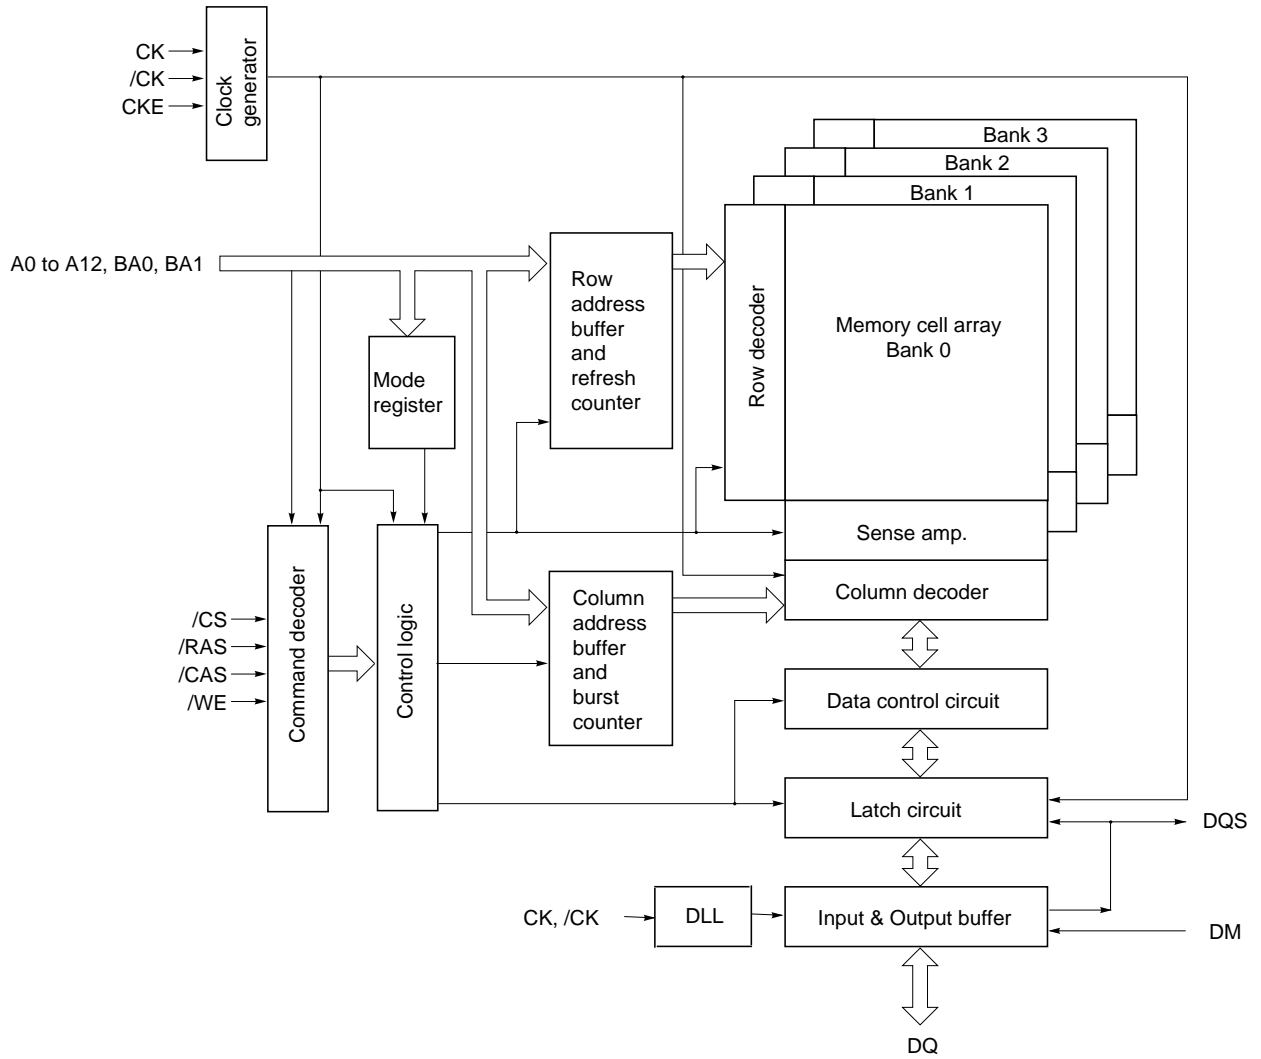 CK
/CK
CKE
Clock
generator
Bank 3
Bank 2
Bank 1
A0 to A12, BA0, BA1
Row
address
buffer
and
refresh
counter
Row decoder
Memory cell array
Bank 0
Mode
register
Sense amp.
Column decoder
/CS
/RAS
/CAS
/WE
Command decoder
Control logic
Column
address
buffer
and
burst
counter
Data control circuit
Latch circuit
DQS
CK, /CK
DLL
Input & Output buffer
DM
DQ